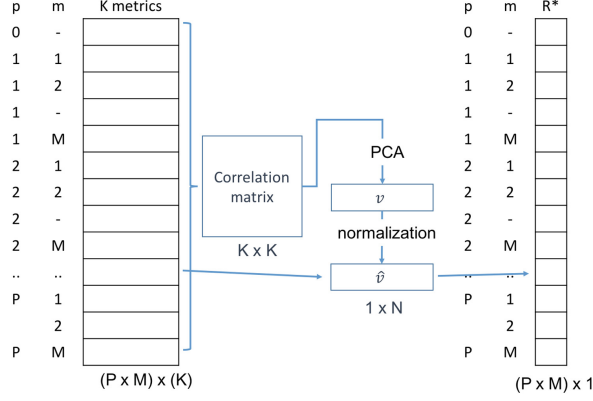 p m K metrics
0 -
1 1
1 2
1 -
1 M
2 1
2 2
2 -
2 M
.. ..
P 1
2
P M
(P x M) x (K)
Correlation
matrix
K x K
PCA
v
normalization
v̂
1 x N
p m R*
0 -
1 1
1 2
1 -
1 M
2 1
2 2
2 -
2 M
.. ..
P 1
2
P M
(P x M) x 1